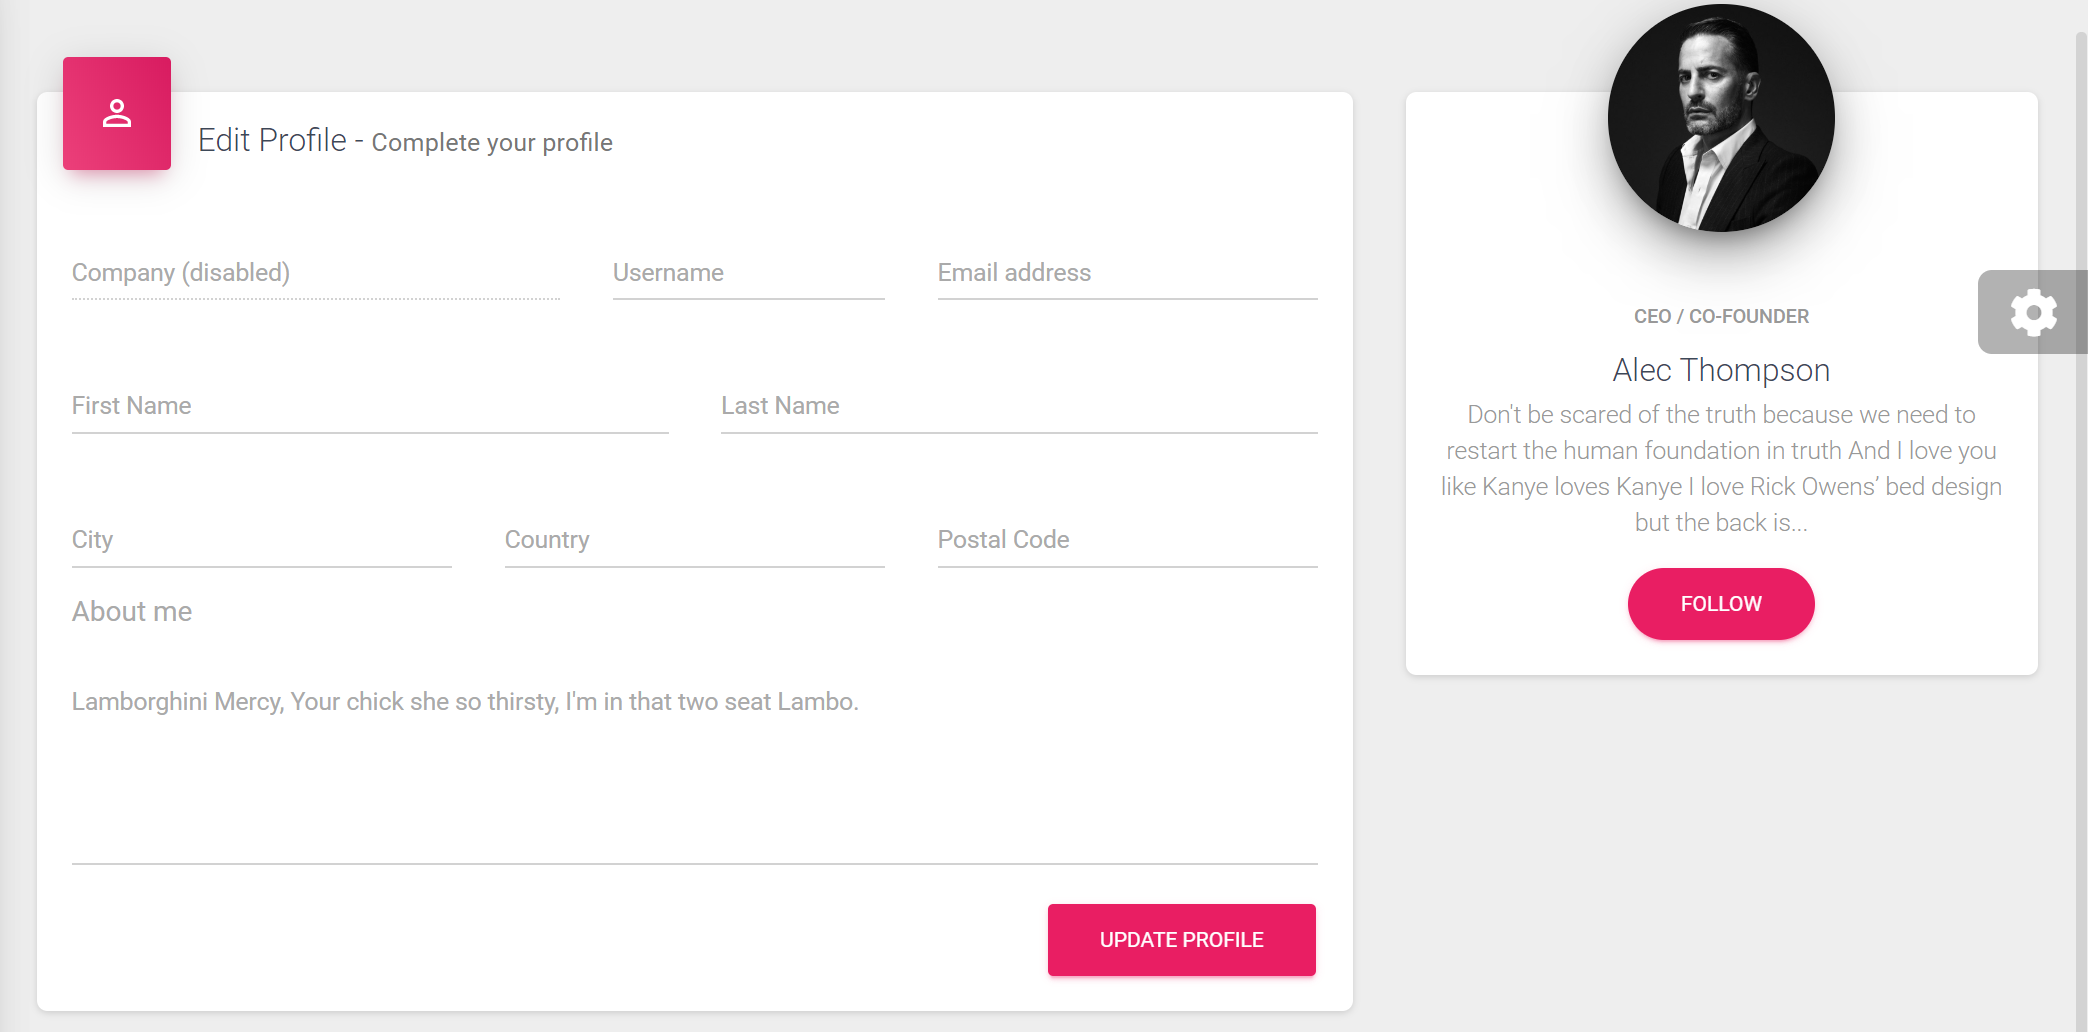 Edit Profile - Complete your profile
Company (disabled)
Username
Email address
First Name
Last Name
City
Country
Postal Code
About me
Lamborghini Mercy, Your chick she so thirsty, I'm in that two seat Lambo.
UPDATE PROFILE
CEO / CO-FOUNDER
Alec Thompson
Don't be scared of the truth because we need to
restart the human foundation in truth And I love you
like Kanye loves Kanye I love Rick Owens’ bed design
but the back is...
FOLLOW